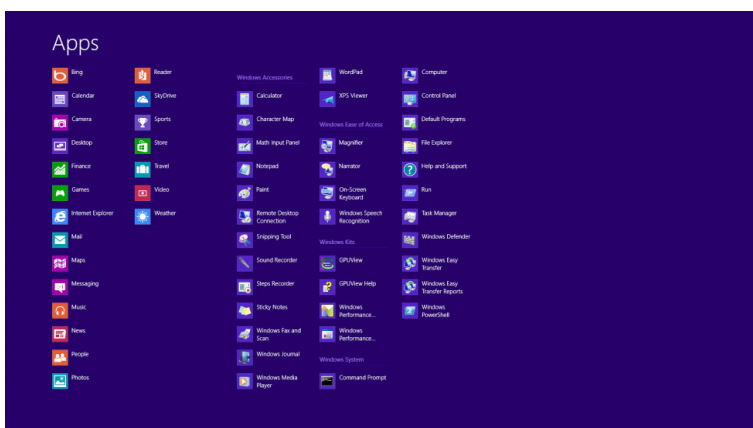 Apps
Bing
Calendar
Camera
Desktop
Finance
Games
Internet Explorer
Mail
Maps
Messaging
Music
News
People
Photos
Reader
SkyDrive
Sports
Store
Travel
Video
Weather
Windows Accessories
Calculator
Character Map
Math Input Panel
Notepad
Paint
Remote Desktop
Connection
Snipping Tool
Sound Recorder
Steps Recorder
Sticky Notes
Windows Fax and
Scan
Windows Journal
Windows Media
Player
WordPad
XPS Viewer
Windows Ease of Access
Magnifier
Narrator
On-Screen
Keyboard
Windows Speech
Recognition
Windows Kits
GPUView
GPUView Help
Windows
Performance...
Windows
Performance...
Windows System
Command Prompt
Computer
Control Panel
Default Programs
File Explorer
Help and Support
Run
Task Manager
Windows Defender
Windows Easy
Transfer
Windows Easy
Transfer Reports
Windows
PowerShell